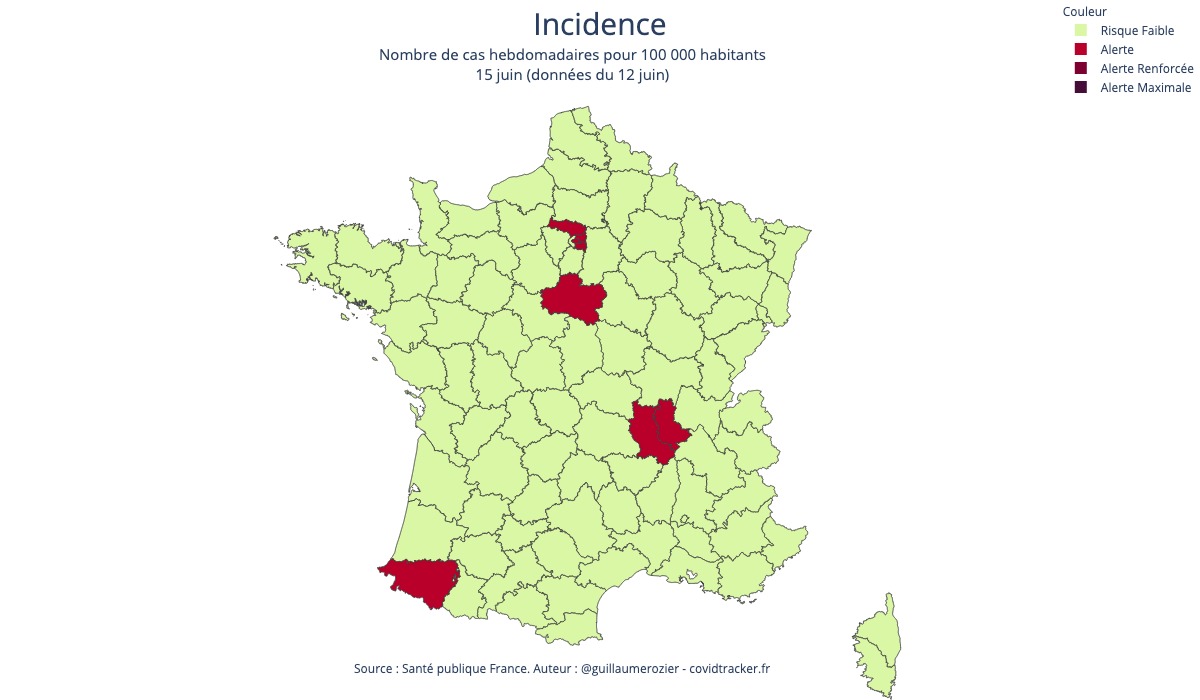 Incidence
Nombre de cas hebdomadaires pour 100 000 habitants
15 juin (données du 12 juin)
Couleur
Risque Faible
Alerte
Alerte Renforcée
Alerte Maximale
Source : Santé publique France. Auteur : @guillaumerozier - covidtracker.fr